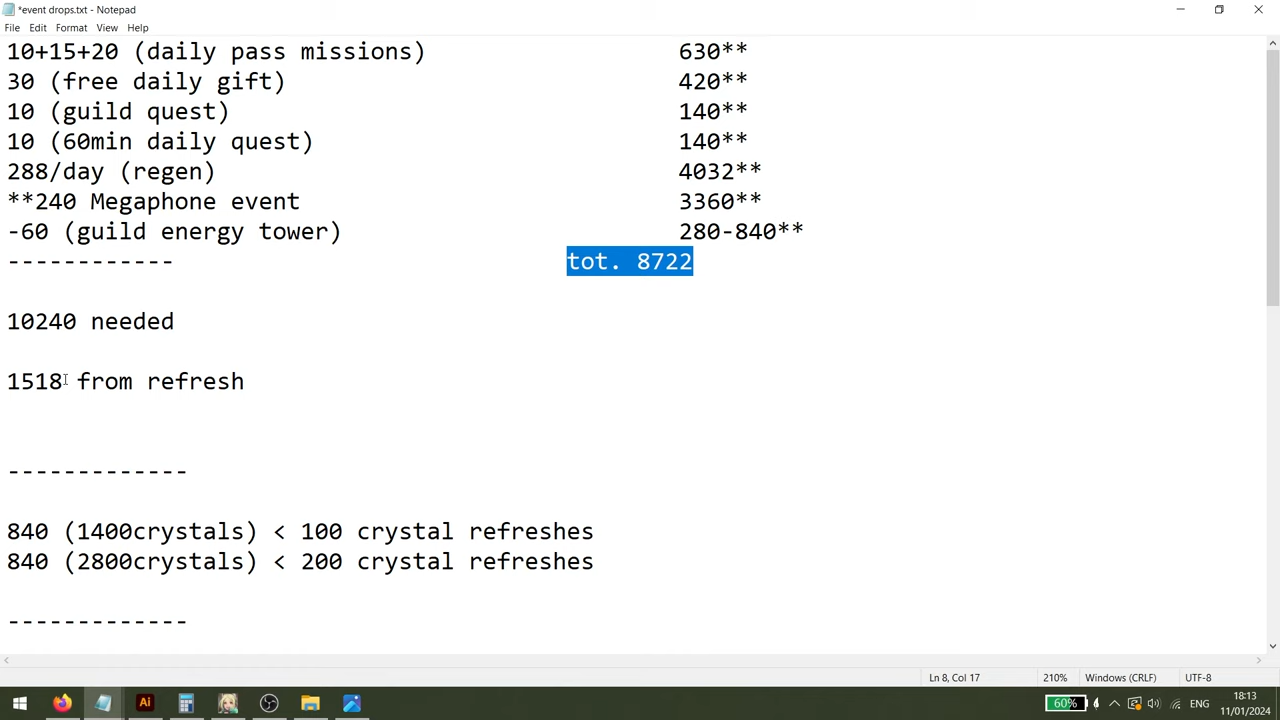 *event drops.txt - Notepad
File Edit Format View Help
10+15+20 (daily pass missions) 630**
30 (free daily gift) 420**
10 (guild quest) 140**
10 (60min daily quest) 140**
288/day (regen) 4032**
**240 Megaphone event 3360**
-60 (guild energy tower) 280-840**
------------ tot. 8722
10240 needed
1518 from refresh
-------------
840 (1400crystals) < 100 crystal refreshes
840 (2800crystals) < 200 crystal refreshes
-------------
Ln 8, Col 17 210% Windows (CRLF) UTF-8
Ai 60% ENG 18:13
11/01/2024